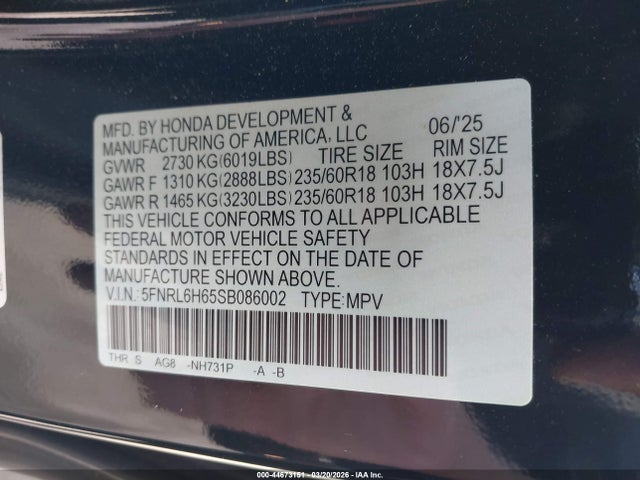 MFD. BY HONDA DEVELOPMENT & 06/'25
MANUFACTURING OF AMERICA, LLC
GVWR 2730 KG(6019LBS) TIRE SIZE RIM SIZE
GAWR F 1310 KG(2888LBS) 235/60R18 103H 18X7.5J
GAWR R 1465 KG(3230LBS) 235/60R18 103H 18X7.5J
THIS VEHICLE CONFORMS TO ALL APPLICABLE
FEDERAL MOTOR VEHICLE SAFETY
STANDARDS IN EFFECT ON THE DATE OF
MANUFACTURE SHOWN ABOVE.
V.I.N.: 5FNRL6H65SB086002 TYPE:MPV
THR S AG8 -NH731P -A -B
000-44673151 - 03/20/2026 - IAA Inc.